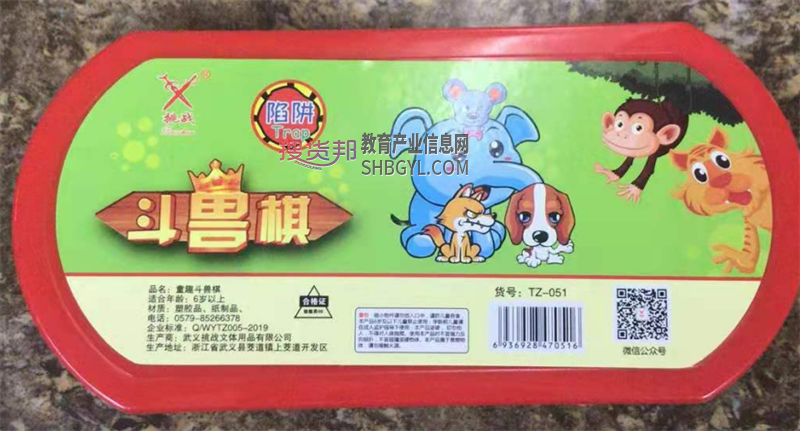 挑战
陷阱
Trap
搜货邦
教育产业信息网
SHBGYL.COM
斗兽棋
品名：童趣斗兽棋
适合年龄：6岁以上
材质：塑胶品、纸制品
电话：0579-85266378
企业标准：Q/WYTZ005-2019
生产商：武义挑战文体用品有限公司
生产地址：浙江省武义县茭道镇上茭道开发区
合格证
货号：TZ-051
6 936928 470516
微信公众号